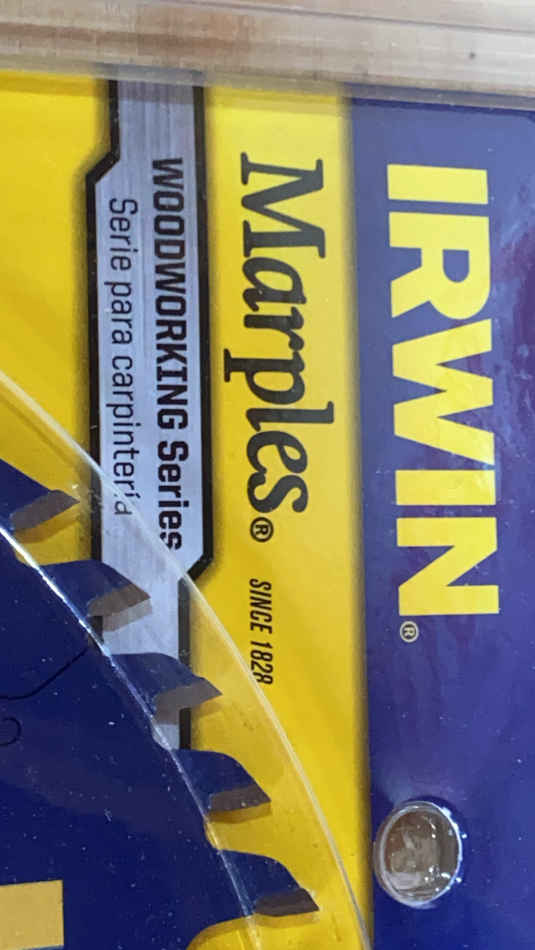 IRWIN®
Marples® SINCE 1828
WOODWORKING Series
Serie para carpintería